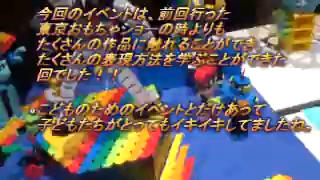 今回のイベントは、前回行った
東京おもちゃショーの時よりも
たくさんの作品に触れることができ
たくさんの表現方法を学ぶことができた
回でした！！
こどものためのイベントとだけあって
子どもたちがとってもイキイキしてましたね。